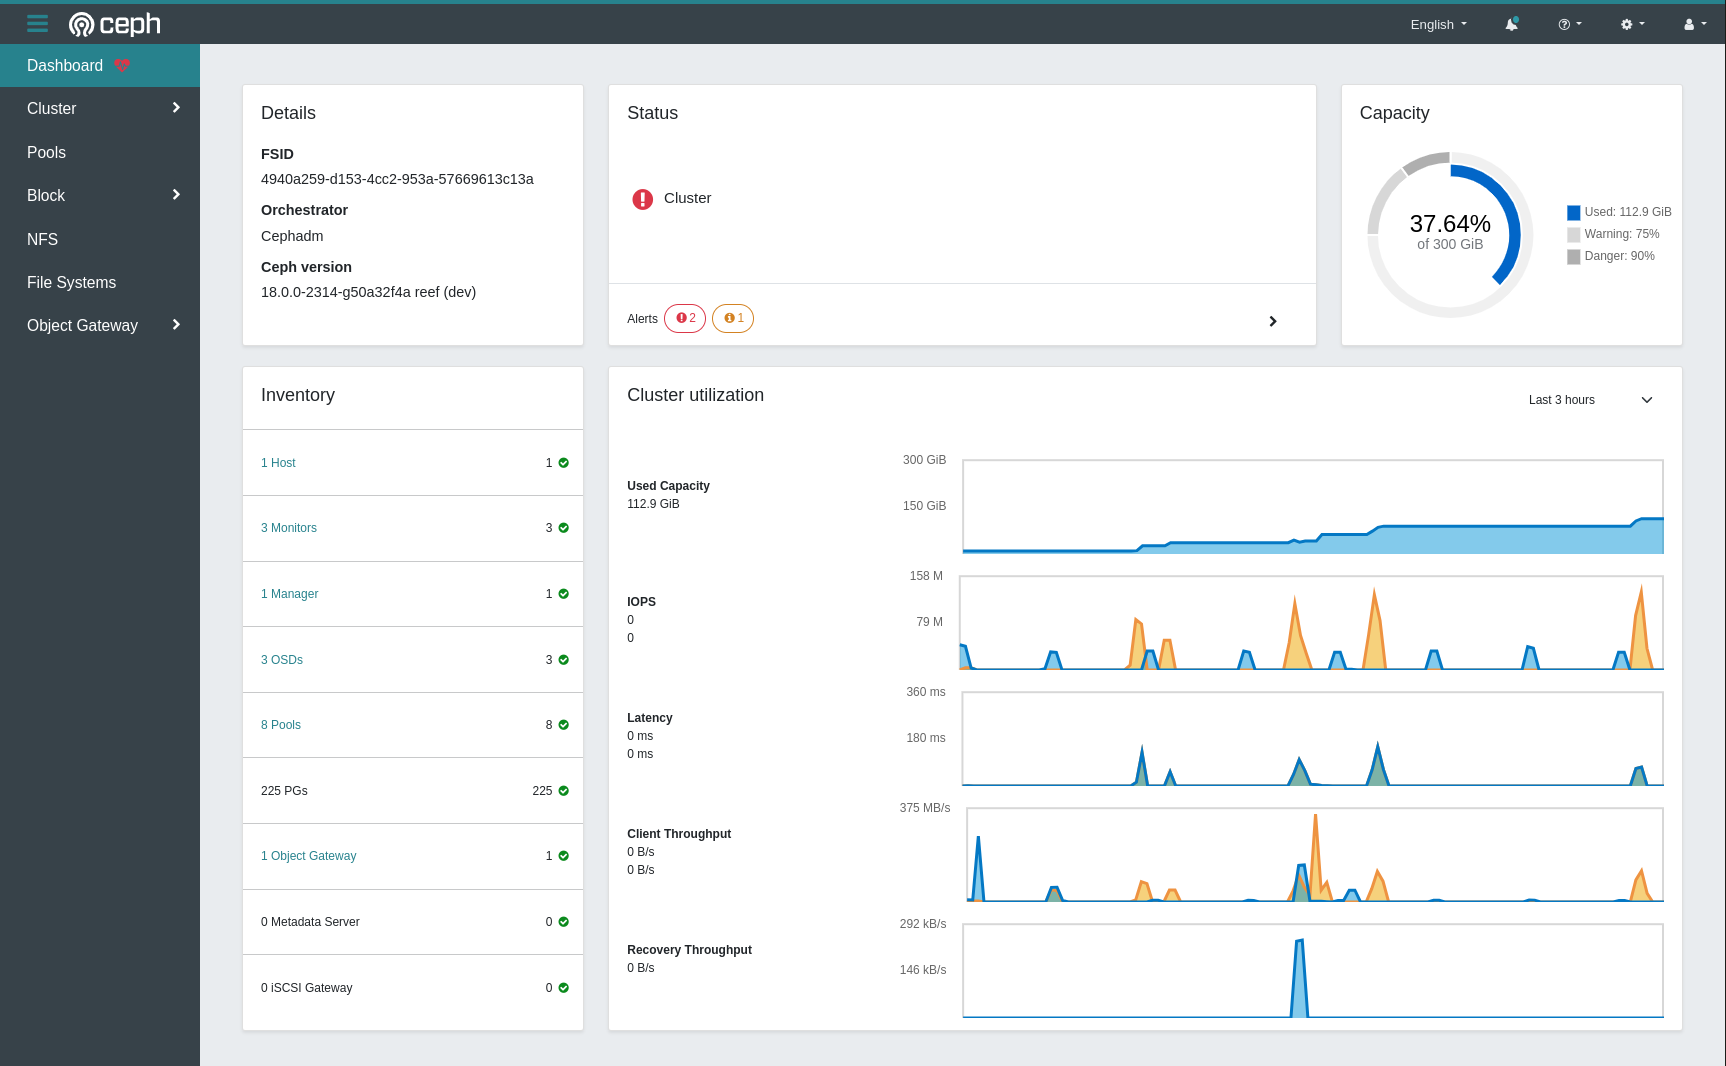 ceph
English
Dashboard
Cluster
Pools
Block
NFS
File Systems
Object Gateway
Details
FSID
4940a259-d153-4cc2-953a-57669613c13a
Orchestrator
Cephadm
Ceph version
18.0.0-2314-g50a32f4a reef (dev)
Status
Cluster
Alerts 2 1
Capacity
37.64%
of 300 GiB
Used: 112.9 GiB
Warning: 75%
Danger: 90%
Inventory
1 Host 1
3 Monitors 3
1 Manager 1
3 OSDs 3
8 Pools 8
225 PGs 225
1 Object Gateway 1
0 Metadata Server 0
0 iSCSI Gateway 0
Cluster utilization
Last 3 hours
Used Capacity
112.9 GiB
300 GiB
150 GiB
IOPS
0
0
158 M
79 M
Latency
0 ms
0 ms
360 ms
180 ms
Client Throughput
0 B/s
0 B/s
375 MB/s
Recovery Throughput
0 B/s
292 kB/s
146 kB/s